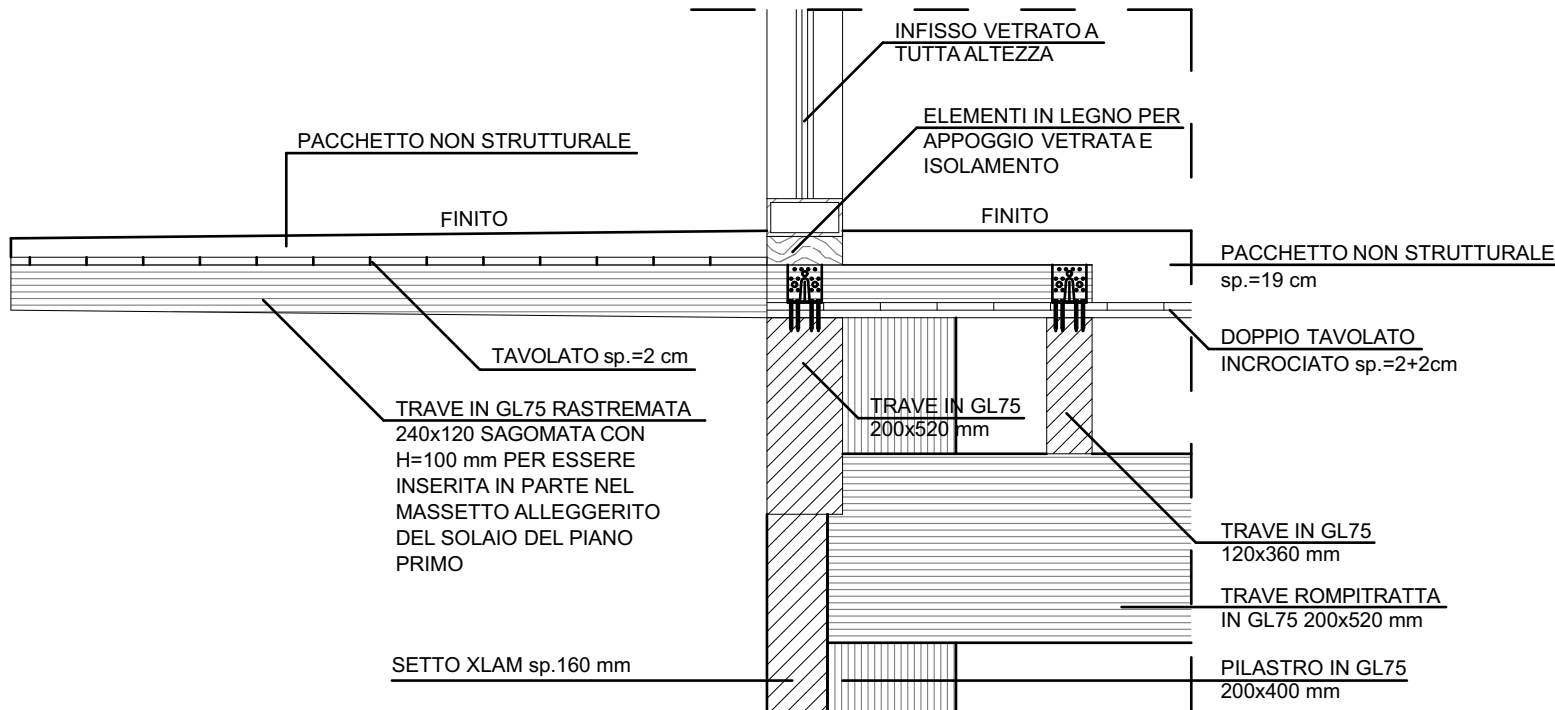 INFISSO VETRATO A
TUTTA ALTEZZA
ELEMENTI IN LEGNO PER
APPOGGIO VETRATA E
ISOLAMENTO
PACCHETTO NON STRUTTURALE
FINITO
FINITO
PACCHETTO NON STRUTTURALE
sp.=19 cm
TAVOLATO sp.=2 cm
DOPPIO TAVOLATO
INCROCIATO sp.=2+2cm
TRAVE IN GL75 RASTREMATA
240x120 SAGOMATA CON
H=100 mm PER ESSERE
INSERITA IN PARTE NEL
MASSETTO ALLEGGERITO
DEL SOLAIO DEL PIANO
PRIMO
TRAVE IN GL75
200x520 mm
TRAVE IN GL75
120x360 mm
TRAVE ROMPITRATTA
IN GL75 200x520 mm
SETTO XLAM sp.160 mm
PILASTRO IN GL75
200x400 mm